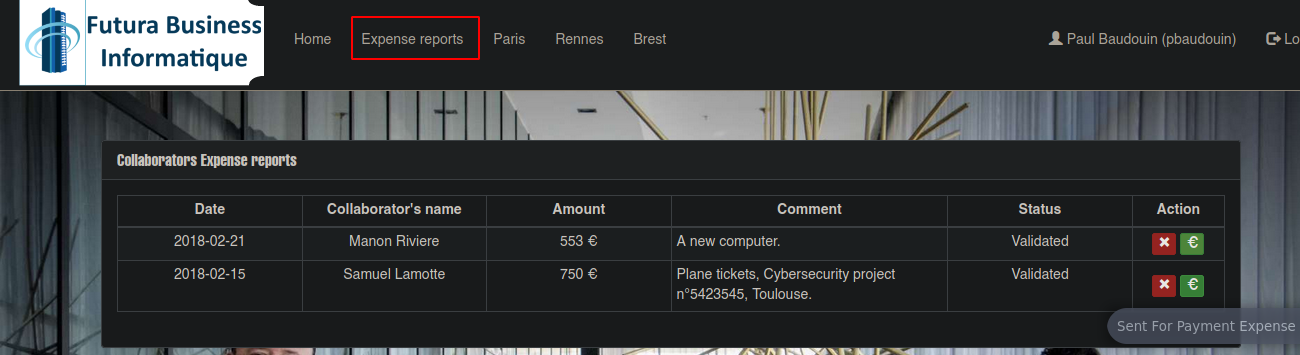 Futura Business
Informatique
Home Expense reports Paris Rennes Brest Paul Baudouin (pbaudouin) Lo
Collaborators Expense reports
Date Collaborator's name Amount Comment Status Action
2018-02-21 Manon Riviere 553 € A new computer. Validated ✖ €
2018-02-15 Samuel Lamotte 750 € Plane tickets, Cybersecurity project Validated ✖ €
n°5423545, Toulouse.
Sent For Payment Expense